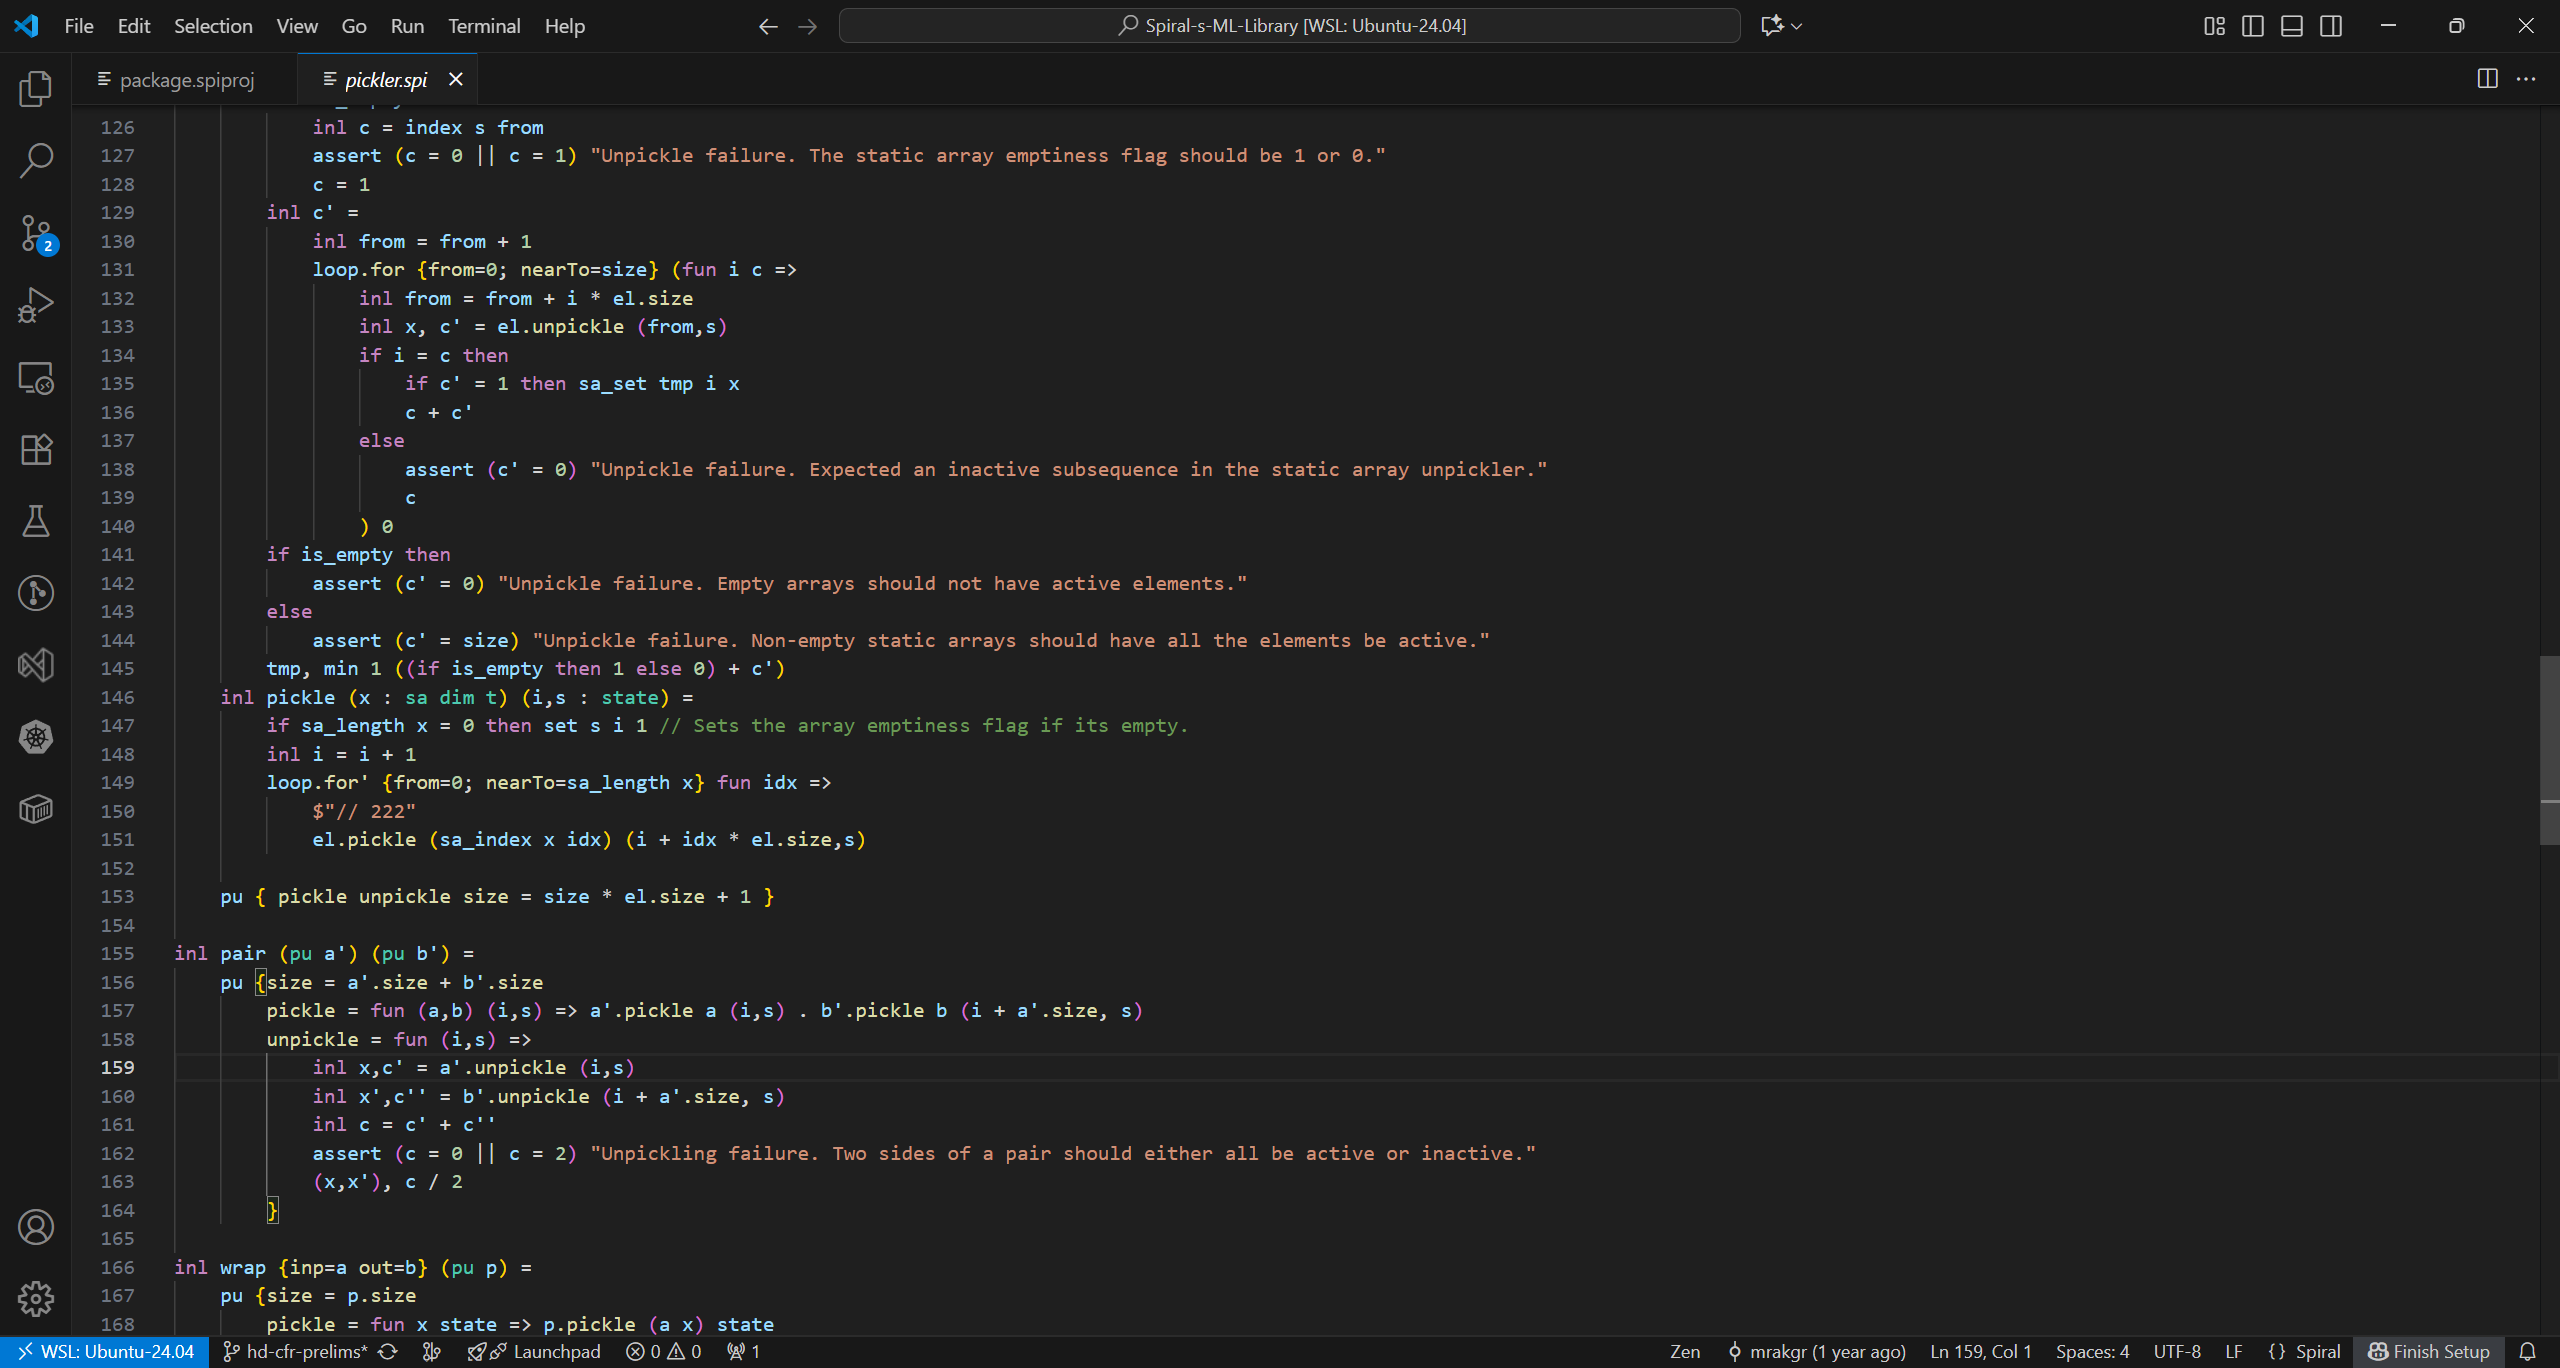 File Edit Selection View Go Run Terminal Help
Spiral-s-ML-Library [WSL: Ubuntu-24.04]
package.spiproj
pickler.spi
126 inl c = index s from
127 assert (c = 0 || c = 1) "Unpickle failure. The static array emptiness flag should be 1 or 0."
128 c = 1
129 inl c' =
130 inl from = from + 1
131 loop.for {from=0; nearTo=size} (fun i c =>
132 inl from = from + i * el.size
133 inl x, c' = el.unpickle (from,s)
134 if i = c then
135 if c' = 1 then sa_set tmp i x
136 c + c'
137 else
138 assert (c' = 0) "Unpickle failure. Expected an inactive subsequence in the static array unpickler."
139 c
140 ) 0
141 if is_empty then
142 assert (c' = 0) "Unpickle failure. Empty arrays should not have active elements."
143 else
144 assert (c' = size) "Unpickle failure. Non-empty static arrays should have all the elements be active."
145 tmp, min 1 ((if is_empty then 1 else 0) + c')
146 inl pickle (x : sa dim t) (i,s : state) =
147 if sa_length x = 0 then set s i 1 // Sets the array emptiness flag if its empty.
148 inl i = i + 1
149 loop.for' {from=0; nearTo=sa_length x} fun idx =>
150 $"// 222"
151 el.pickle (sa_index x idx) (i + idx * el.size,s)
152
153 pu { pickle unpickle size = size * el.size + 1 }
154
155 inl pair (pu a') (pu b') =
156 pu {size = a'.size + b'.size
157 pickle = fun (a,b) (i,s) => a'.pickle a (i,s) . b'.pickle b (i + a'.size, s)
158 unpickle = fun (i,s) =>
159 inl x,c' = a'.unpickle (i,s)
160 inl x',c'' = b'.unpickle (i + a'.size, s)
161 inl c = c' + c''
162 assert (c = 0 || c = 2) "Unpickling failure. Two sides of a pair should either all be active or inactive."
163 (x,x'), c / 2
164 }
165
166 inl wrap {inp=a out=b} (pu p) =
167 pu {size = p.size
168 pickle = fun x state => p.pickle (a x) state
2
WSL: Ubuntu-24.04 hd-cfr-prelims* Launchpad 0 0 1 Zen mrakgr (1 year ago) Ln 159, Col 1 Spaces: 4 UTF-8 LF {} Spiral Finish Setup